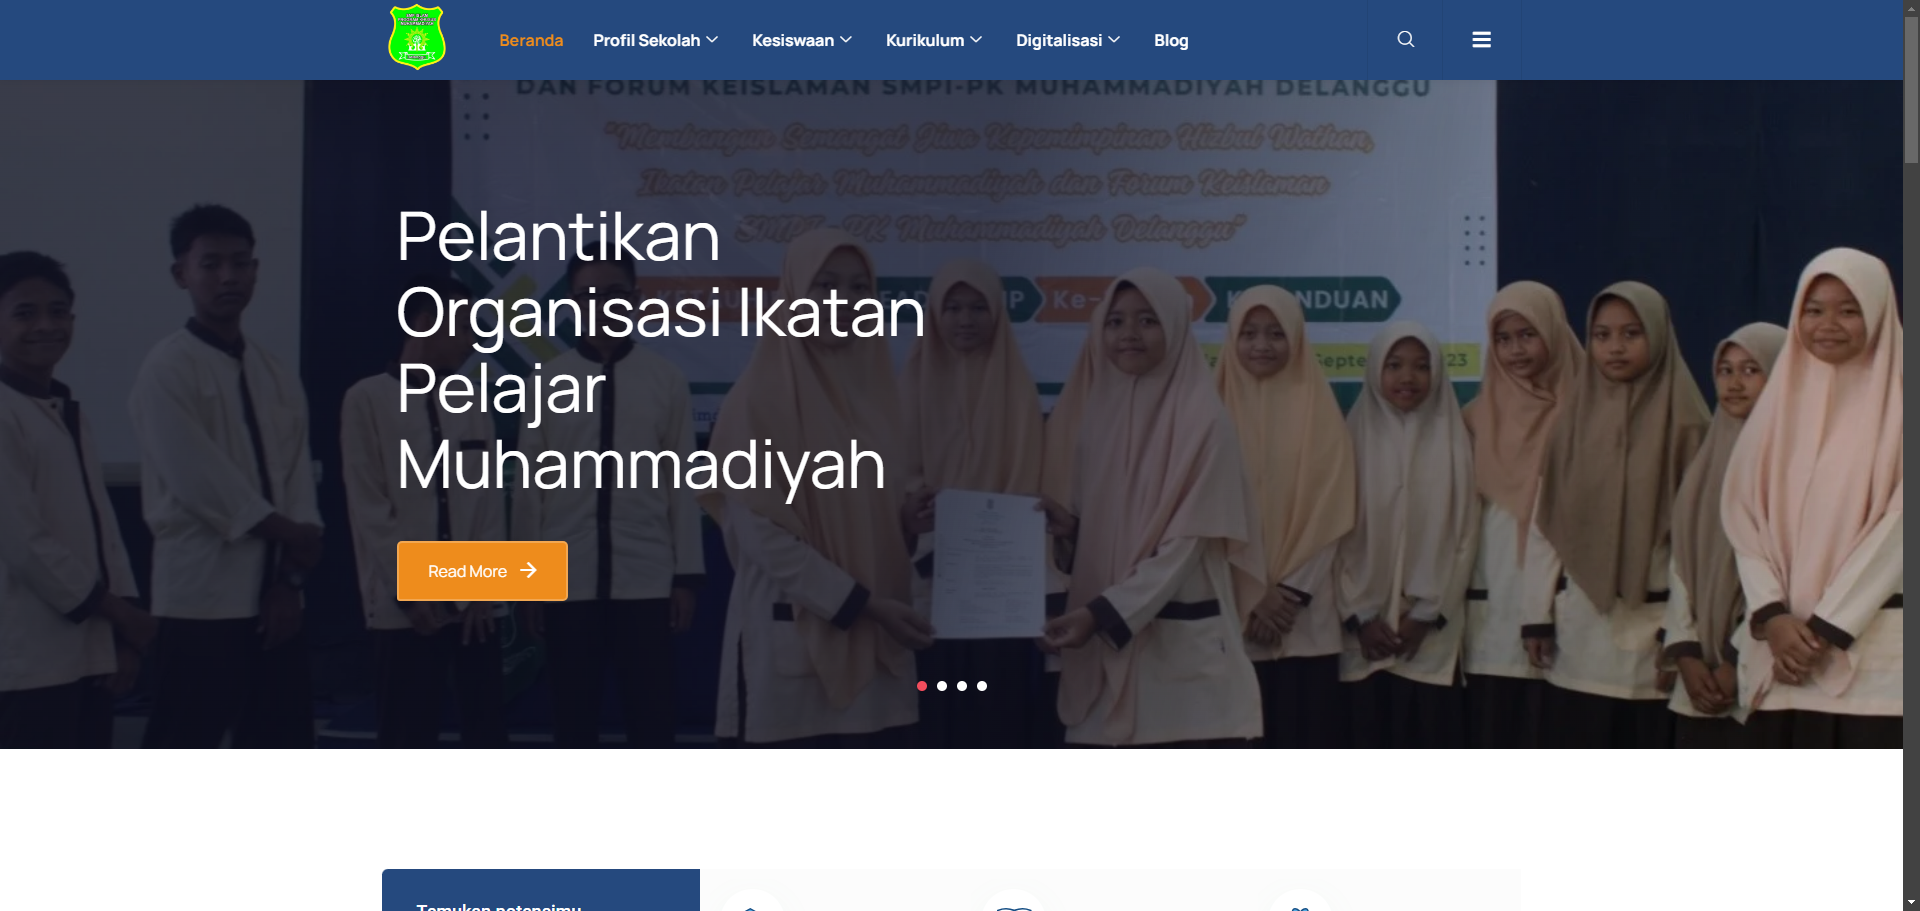 Beranda
Profil Sekolah
Kesiswaan
Kurikulum
Digitalisasi
Blog
DAN FORUM KEISLAMAN SMPI-PK MUHAMMADIYAH DELANGGU
"Membangun Semangat Jiwa Kepemimpinan Hizbul Wathan,
Ikatan Pelajar Muhammadiyah dan Forum Keislaman
SMPI-PK Muhammadiyah Delanggu"
Pelantikan
Organisasi Ikatan
Pelajar
Muhammadiyah
Read More
Temukan potensimu